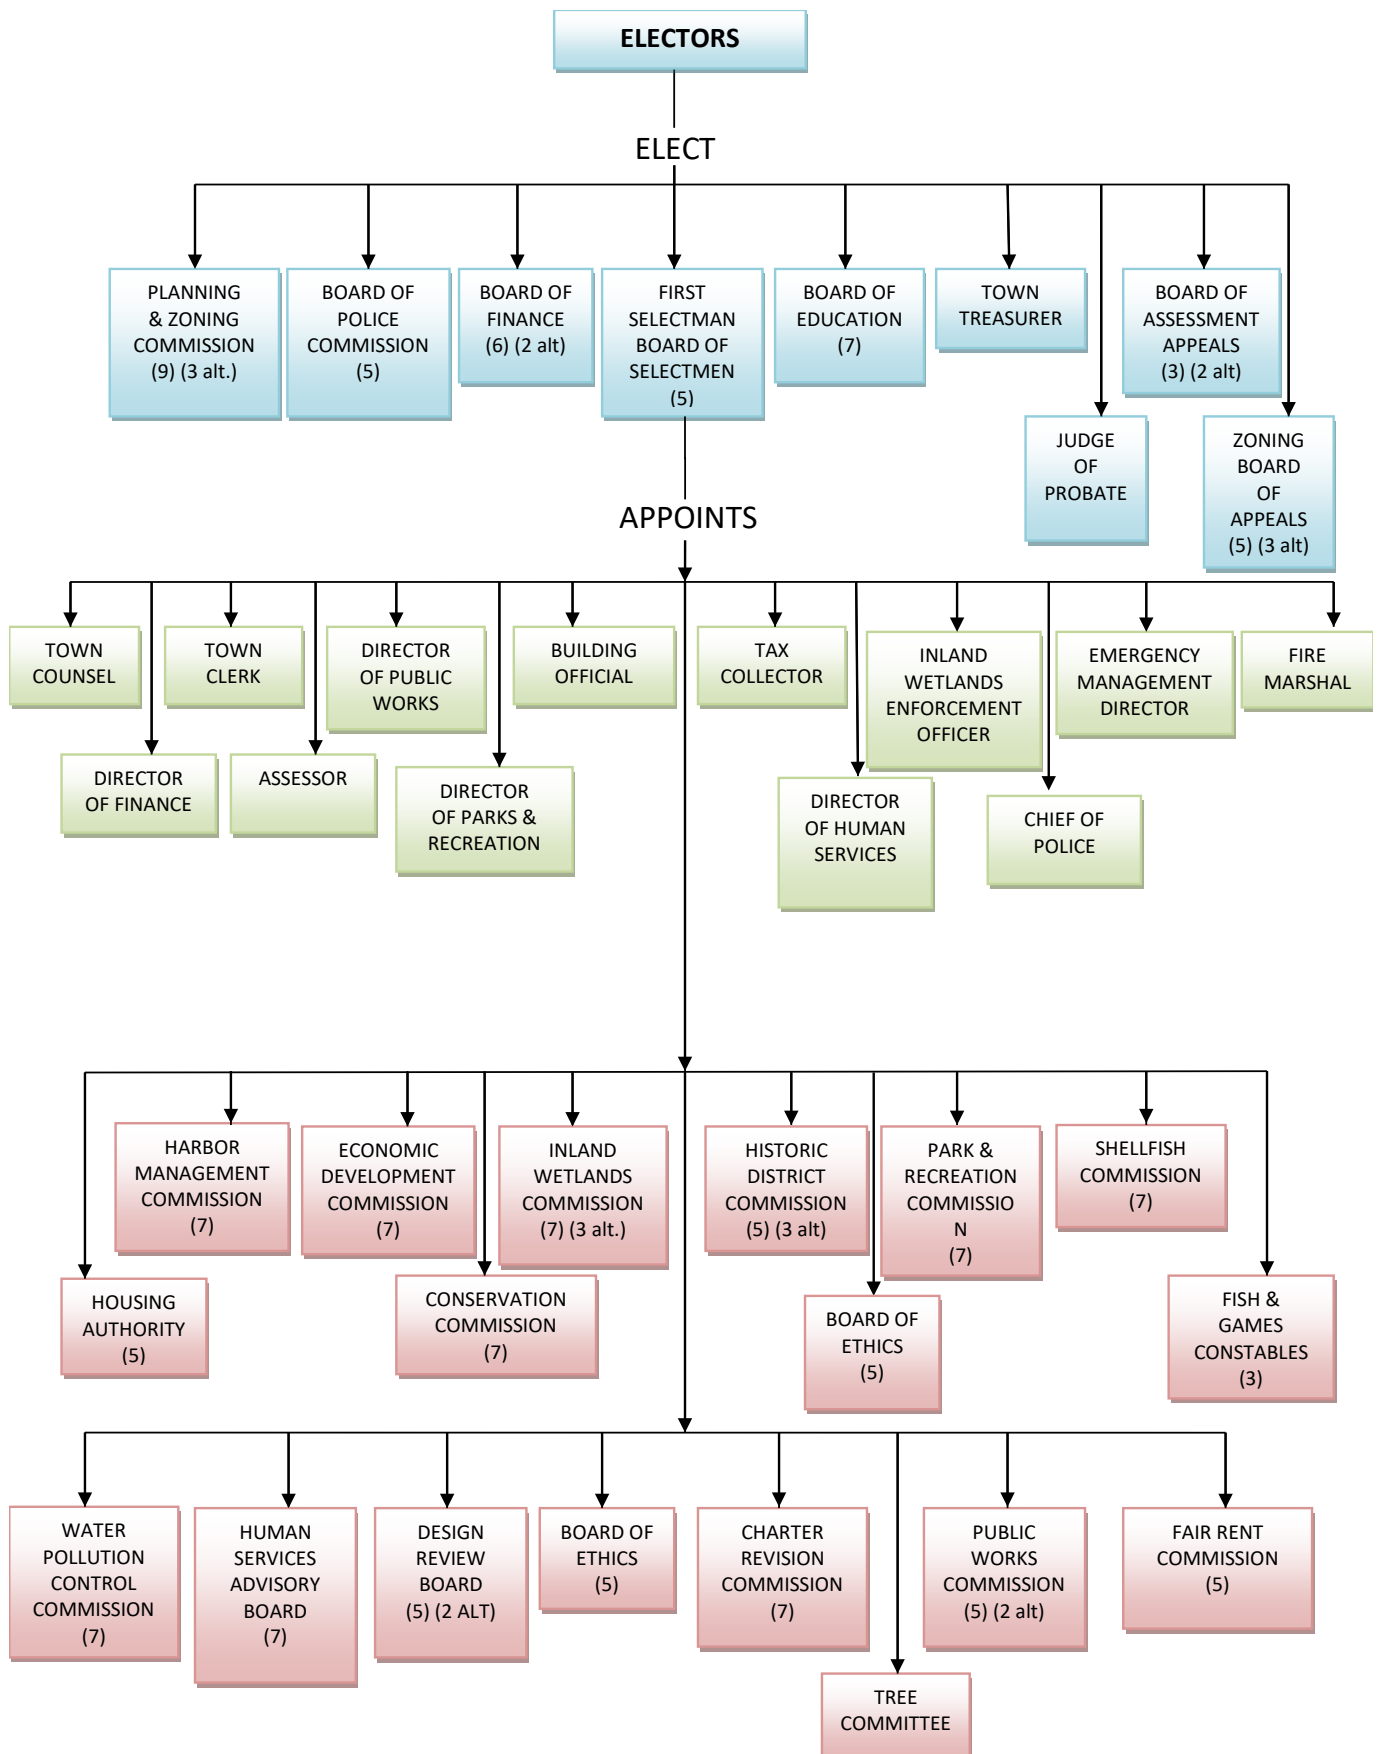 ELECTORS
ELECT
PLANNING
& ZONING
COMMISSION
(9) (3 alt.)
BOARD OF
POLICE
COMMISSION
(5)
BOARD OF
FINANCE
(6) (2 alt)
FIRST
SELECTMAN
BOARD OF
SELECTMEN
(5)
BOARD OF
EDUCATION
(7)
TOWN
TREASURER
BOARD OF
ASSESSMENT
APPEALS
(3) (2 alt)
JUDGE
OF
PROBATE
ZONING
BOARD
OF
APPEALS
(5) (3 alt)
APPOINTS
TOWN
COUNSEL
TOWN
CLERK
DIRECTOR
OF PUBLIC
WORKS
BUILDING
OFFICIAL
TAX
COLLECTOR
INLAND
WETLANDS
ENFORCEMENT
OFFICER
EMERGENCY
MANAGEMENT
DIRECTOR
FIRE
MARSHAL
DIRECTOR
OF FINANCE
ASSESSOR
DIRECTOR
OF PARKS &
RECREATION
DIRECTOR
OF HUMAN
SERVICES
CHIEF OF
POLICE
HARBOR
MANAGEMENT
COMMISSION
(7)
ECONOMIC
DEVELOPMENT
COMMISSION
(7)
INLAND
WETLANDS
COMMISSION
(7) (3 alt.)
HISTORIC
DISTRICT
COMMISSION
(5) (3 alt)
PARK &
RECREATION
COMMISSIO
N
(7)
SHELLFISH
COMMISSION
(7)
HOUSING
AUTHORITY
(5)
CONSERVATION
COMMISSION
(7)
BOARD OF
ETHICS
(5)
FISH &
GAMES
CONSTABLES
(3)
WATER
POLLUTION
CONTROL
COMMISSION
(7)
HUMAN
SERVICES
ADVISORY
BOARD
(7)
DESIGN
REVIEW
BOARD
(5) (2 ALT)
BOARD OF
ETHICS
(5)
CHARTER
REVISION
COMMISSION
(7)
PUBLIC
WORKS
COMMISSION
(5) (2 alt)
FAIR RENT
COMMISSION
(5)
TREE
COMMITTEE